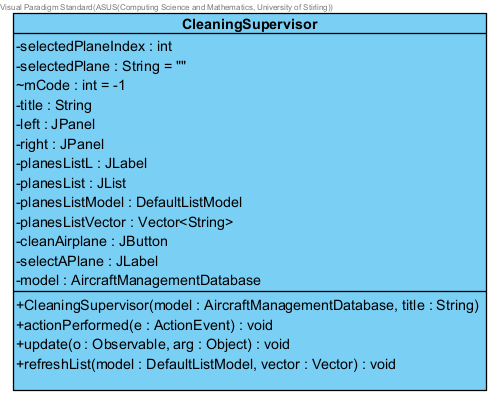 Visual Paradigm Standard(ASUS(Computing Science and Mathematics, University of Stirling))
CleaningSupervisor
-selectedPlaneIndex : int
-selectedPlane : String = ""
~mCode : int = -1
-title : String
-left : JPanel
-right : JPanel
-planesListL : JLabel
-planesList : JList
-planesListModel : DefaultListModel
-planesListVector : Vector<String>
-cleanAirplane : JButton
-selectAPlane : JLabel
-model : AircraftManagementDatabase
+CleaningSupervisor(model : AircraftManagementDatabase, title : String)
+actionPerformed(e : ActionEvent) : void
+update(o : Observable, arg : Object) : void
+refreshList(model : DefaultListModel, vector : Vector) : void